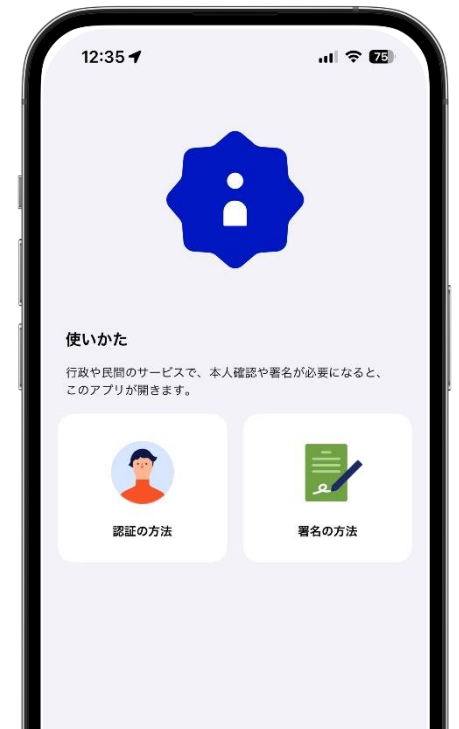 12:35
75
使いかた
行政や民間のサービスで、本人確認や署名が必要になると、
このアプリが開きます。
認証の方法
署名の方法